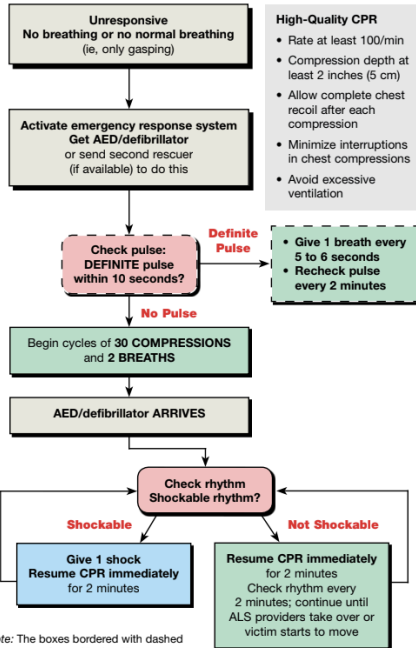 Unresponsive
No breathing or no normal breathing
(ie, only gasping)
High-Quality CPR
• Rate at least 100/min
• Compression depth at
least 2 inches (5 cm)
• Allow complete chest
recoil after each
compression
• Minimize interruptions
in chest compressions
• Avoid excessive
ventilation
Activate emergency response system
Get AED/defibrillator
or send second rescuer
(if available) to do this
Check pulse:
DEFINITE pulse
within 10 seconds?
Definite
Pulse
• Give 1 breath every
5 to 6 seconds
• Recheck pulse
every 2 minutes
No Pulse
Begin cycles of 30 COMPRESSIONS
and 2 BREATHS
AED/defibrillator ARRIVES
Check rhythm
Shockable rhythm?
Shockable
Not Shockable
Give 1 shock
Resume CPR immediately
for 2 minutes
Resume CPR immediately
for 2 minutes
Check rhythm every
2 minutes; continue until
ALS providers take over or
victim starts to move
The boxes bordered with dashed